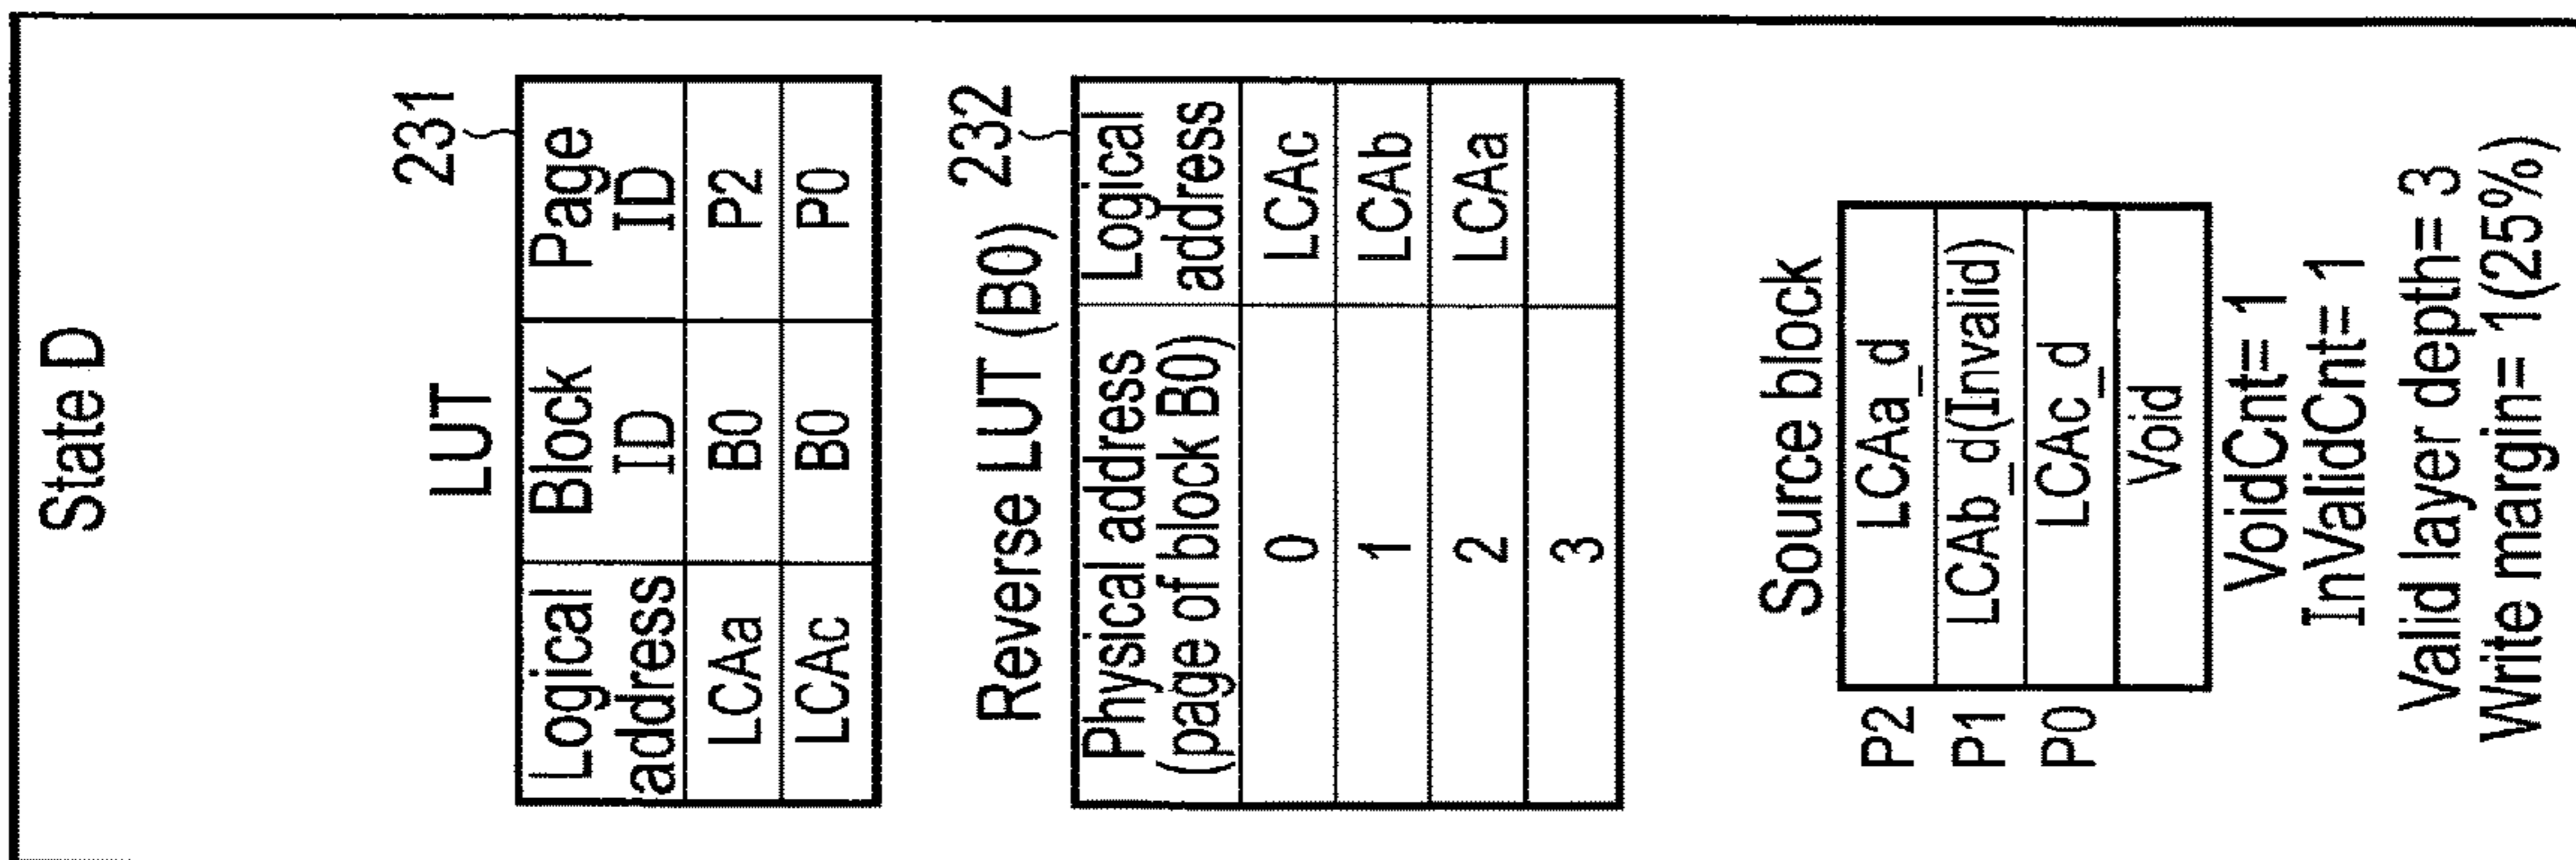 State D
LUT
231
Logical address Block ID Page ID
LCAa B0 P2
LCAc B0 P0
Reverse LUT (B0)
232
Physical address (page of block B0) Logical address
0 LCAc
1 LCAb
2 LCAa
3
Source block
P2 LCAa_d
P1 LCAb_d(Invalid)
P0 LCAc_d
Void
VoidCnt= 1
InValidCnt= 1
Valid layer depth= 3
Write margin= 1(25%)